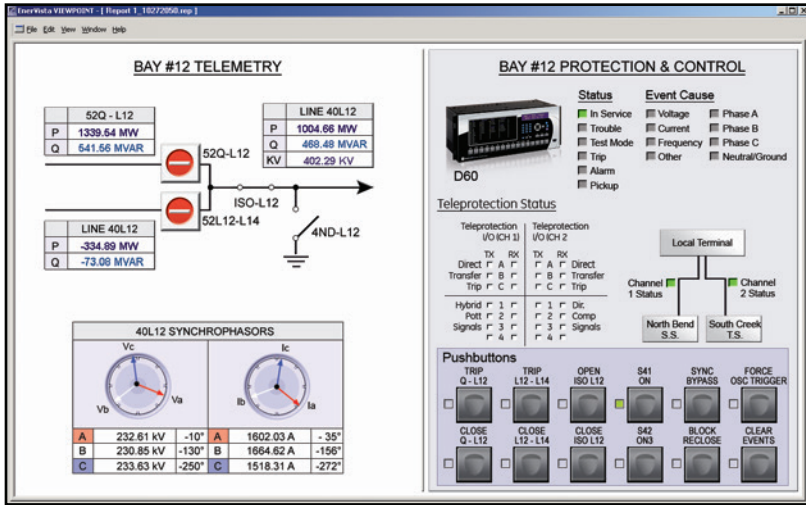 EnerVista VIEWPOINT - [ Report 1_10272050.rep ]
File Edit View Window Help
BAY #12 TELEMETRY
52Q - L12
P 1339.54 MW
Q 541.56 MVAR
LINE 40L12
P 1004.66 MW
Q 468.48 MVAR
KV 402.29 KV
52Q-L12
ISO-L12
52L12-L14
4ND-L12
LINE 40L12
P -334.89 MW
Q -73.08 MVAR
40L12 SYNCHROPHASORS
Vc
Va
Vb
Ic
Ia
Ib
A 232.61 kV -10° A 1602.03 A - 35°
B 230.85 kV -130° B 1664.62 A -156°
C 233.63 kV -250° C 1518.31 A -272°
BAY #12 PROTECTION & CONTROL
D60
Status
In Service
Trouble
Test Mode
Trip
Alarm
Pickup
Event Cause
Voltage Phase A
Current Phase B
Frequency Phase C
Other Neutral/Ground
Teleprotection Status
Teleprotection Teleprotection
I/O (CH 1) I/O (CH 2
TX RX TX RX
Direct A A Direct
Transfer B B Transfer
Trip C C Trip
Hybrid 1 1 Dir.
Pott 2 2 Comp
Signals 3 3 Signals
4 4
Local Terminal
Channel
1 Status
Channel
2 Status
North Bend
S.S.
South Creek
T.S.
Pushbuttons
TRIP
Q - L12
TRIP
L12 - L14
OPEN
ISO L12
S41
ON
SYNC
BYPASS
FORCE
OSC TRIGGER
CLOSE
Q - L12
CLOSE
L12 - L14
CLOSE
ISO L12
S42
ON3
BLOCK
RECLOSE
CLEAR
EVENTS